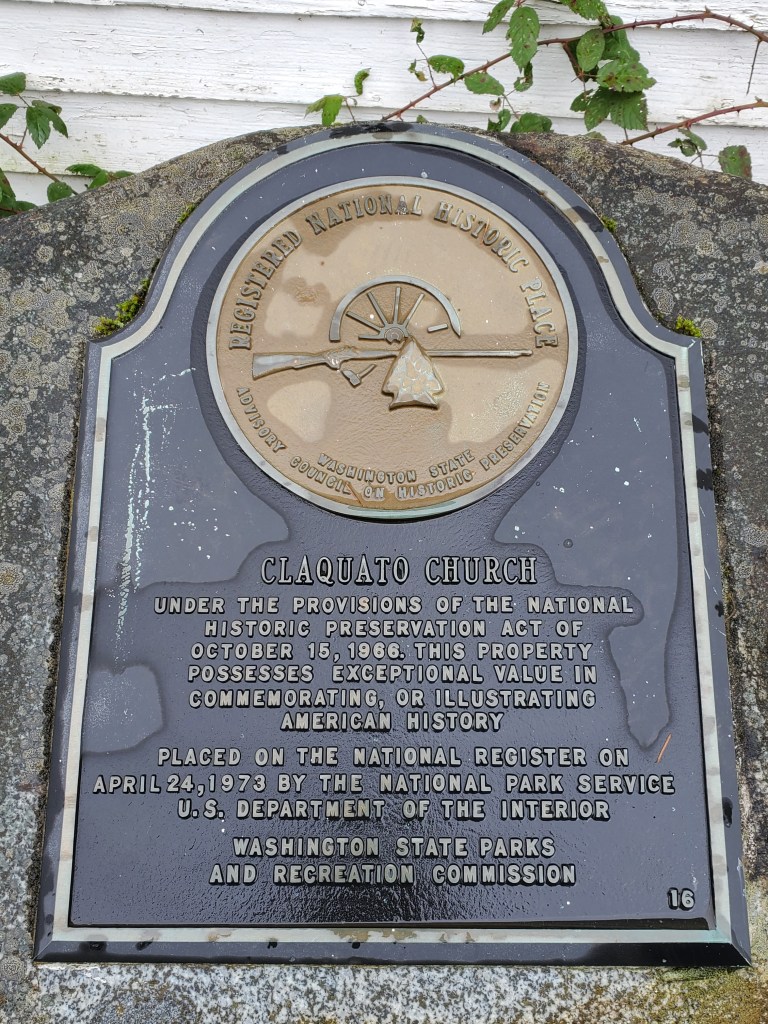 REGISTERED NATIONAL HISTORIC PLACE
WASHINGTON STATE
ADVISORY COUNCIL ON HISTORIC PRESERVATION
CLAQUATO CHURCH
UNDER THE PROVISIONS OF THE NATIONAL
HISTORIC PRESERVATION ACT OF
OCTOBER 15, 1966. THIS PROPERTY
POSSESSES EXCEPTIONAL VALUE IN
COMMEMORATING, OR ILLUSTRATING
AMERICAN HISTORY
PLACED ON THE NATIONAL REGISTER ON
APRIL 24, 1973 BY THE NATIONAL PARK SERVICE
U.S. DEPARTMENT OF THE INTERIOR
WASHINGTON STATE PARKS
AND RECREATION COMMISSION
16